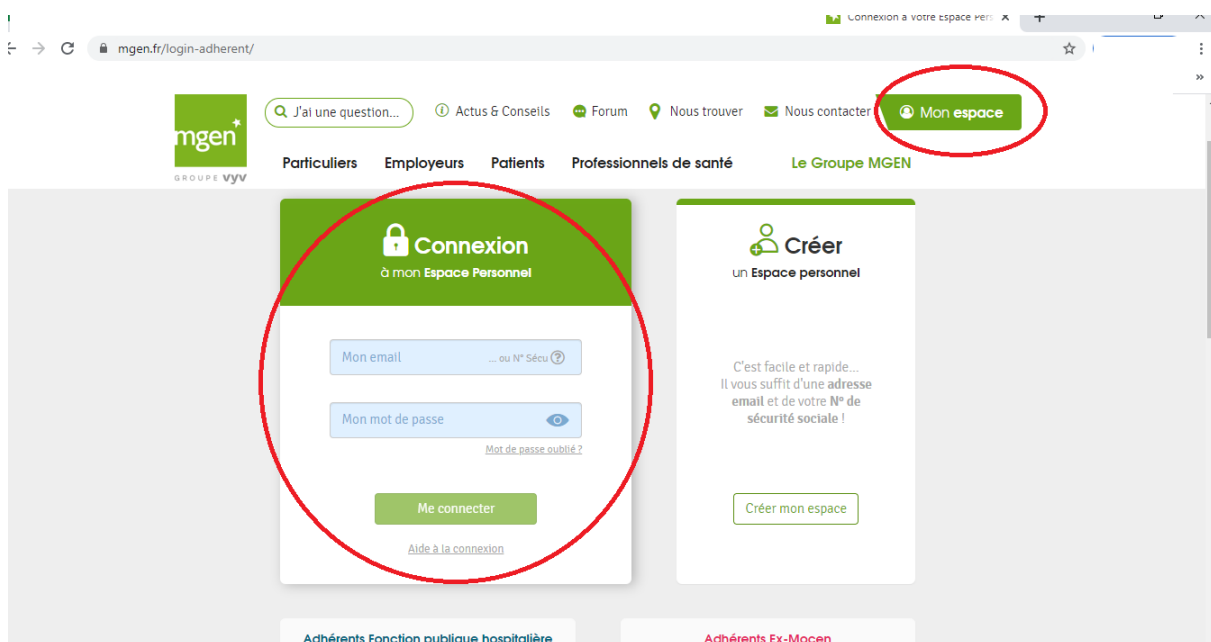 Connexion à Votre Espace Pers
mgen.fr/login-adherent/
mgen
GROUPE vyv
J'ai une question...
Actus & Conseils
Forum
Nous trouver
Nous contacter
Mon espace
Particuliers
Employeurs
Patients
Professionnels de santé
Le Groupe MGEN
Connexion
à mon Espace Personnel
Mon email
... ou N° Sécu
Mon mot de passe
Mot de passe oublié ?
Me connecter
Aide à la connexion
Créer
un Espace personnel
C'est facile et rapide...
Il vous suffit d'une adresse
email et de votre N° de
sécurité sociale !
Créer mon espace
Adhérents Fonction publique hospitalière
Adhérents Ex-Mocen